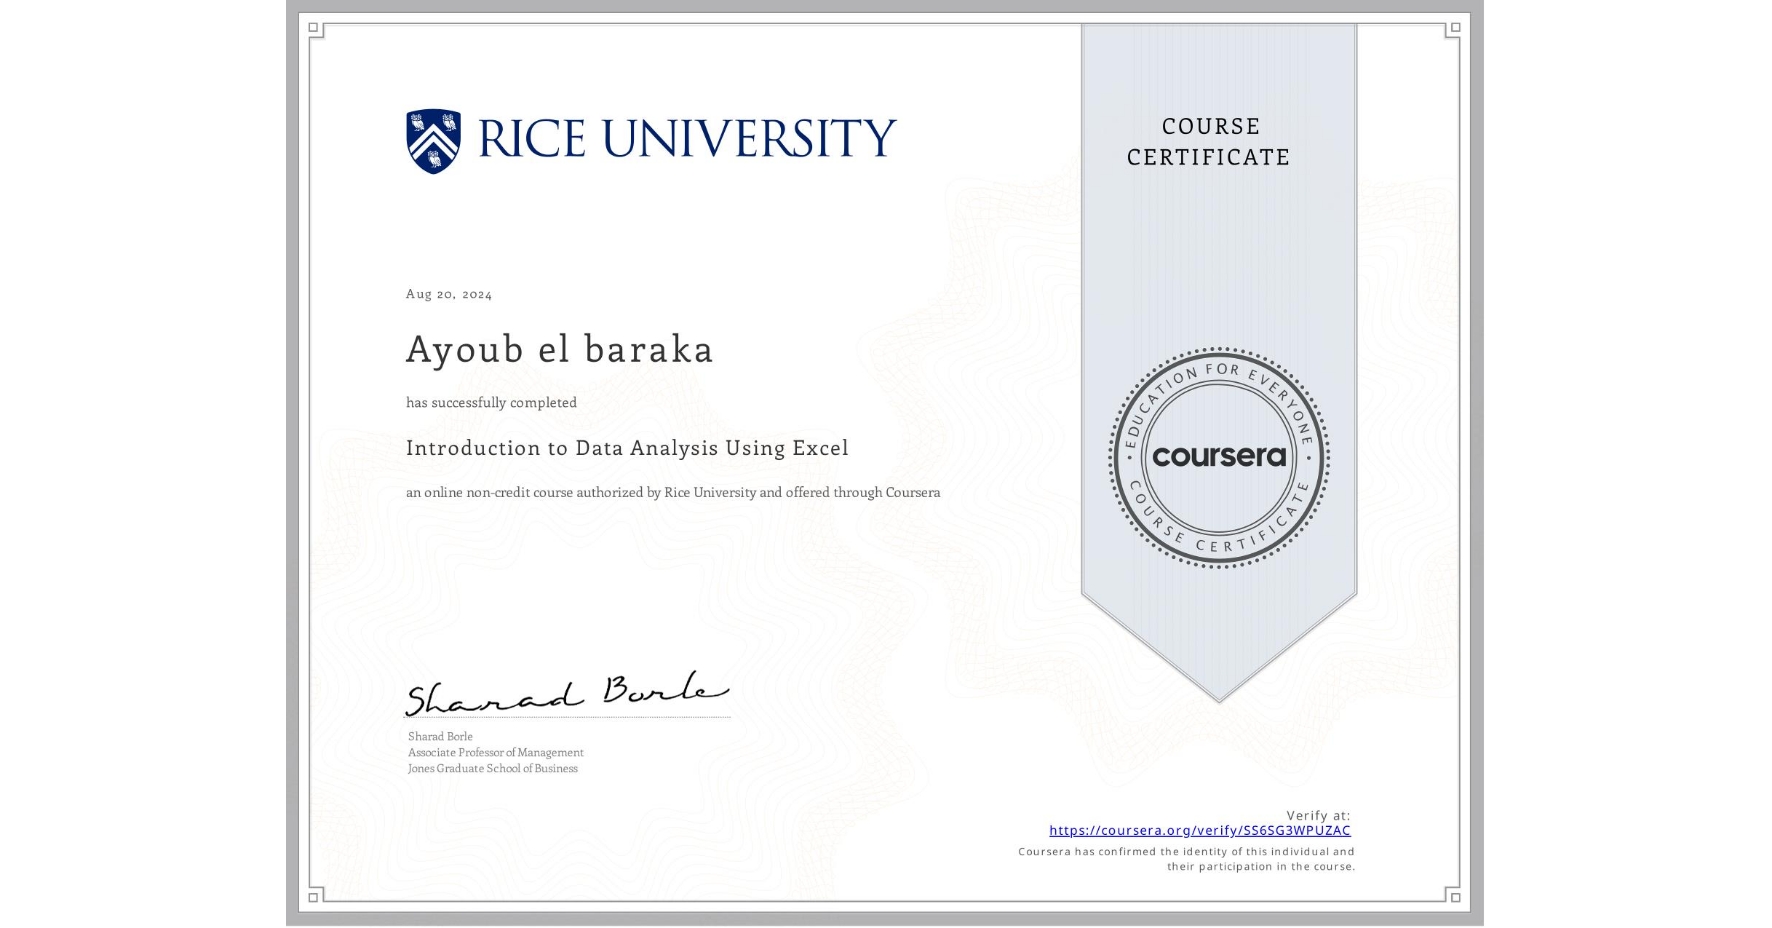 RICE UNIVERSITY
COURSE
CERTIFICATE
Aug 20, 2024
Ayoub el baraka
has successfully completed
Introduction to Data Analysis Using Excel
an online non-credit course authorized by Rice University and offered through Coursera
EDUCATION FOR EVERYONE
coursera
COURSE CERTIFICATE
Sharad Borle
Sharad Borle
Associate Professor of Management
Jones Graduate School of Business
Verify at:
https://coursera.org/verify/SS6SG3WPUZAC
Coursera has confirmed the identity of this individual and
their participation in the course.